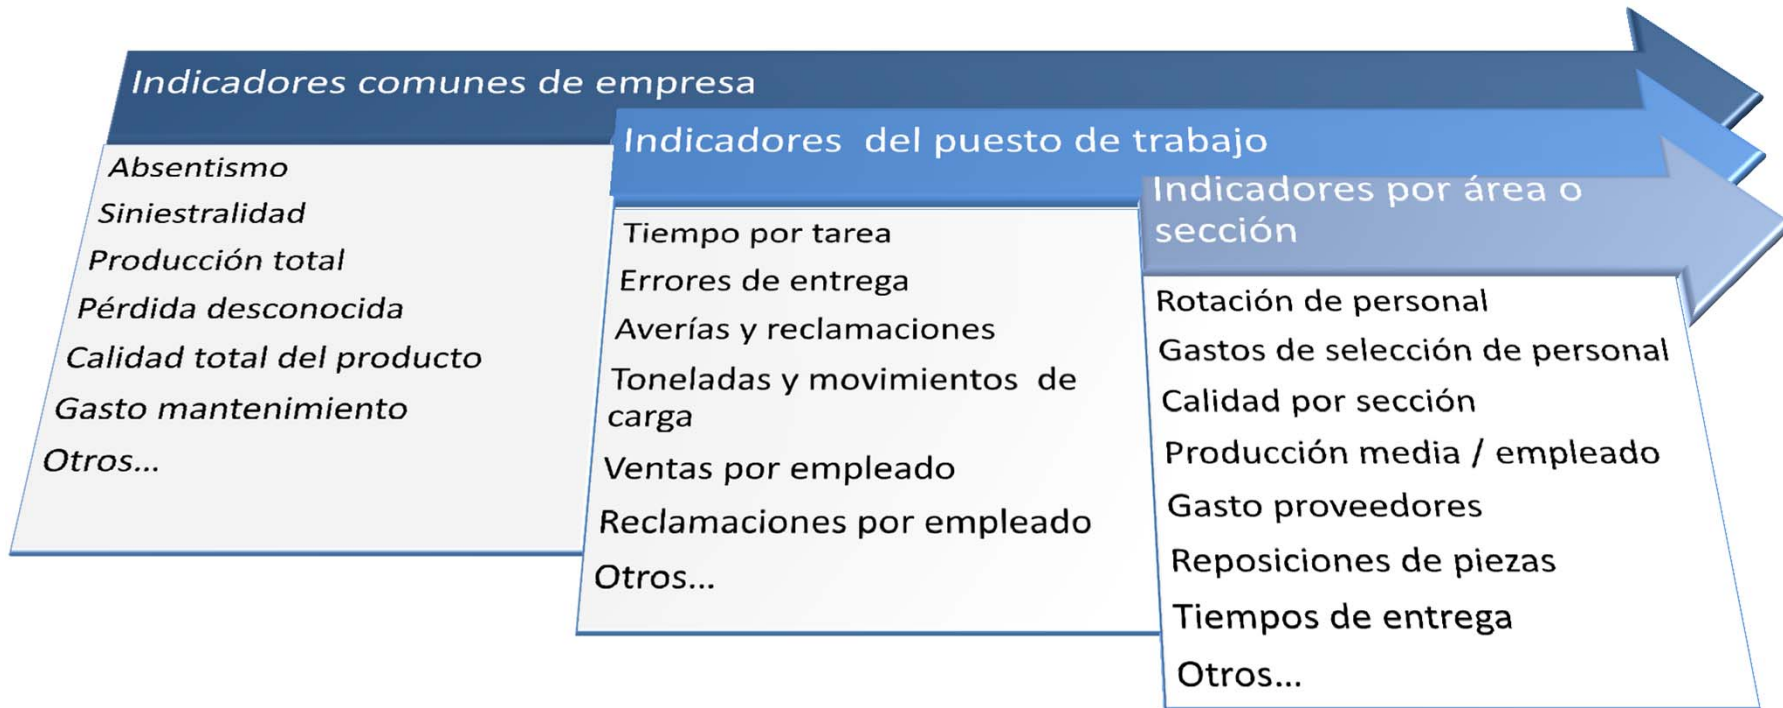 Indicadores comunes de empresa
Absentismo
Siniestralidad
Producción total
Pérdida desconocida
Calidad total del producto
Gasto mantenimiento
Otros...
Indicadores del puesto de trabajo
Tiempo por tarea
Errores de entrega
Averías y reclamaciones
Toneladas y movimientos de
carga
Ventas por empleado
Reclamaciones por empleado
Otros...
Indicadores por área o
sección
Rotación de personal
Gastos de selección de personal
Calidad por sección
Producción media / empleado
Gasto proveedores
Reposiciones de piezas
Tiempos de entrega
Otros...